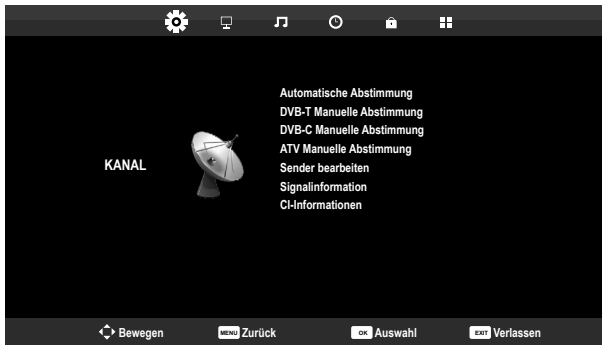 Automatische Abstimmung
DVB-T Manuelle Abstimmung
DVB-C Manuelle Abstimmung
ATV Manuelle Abstimmung
KANAL
Sender bearbeiten
Signalinformation
CI-Informationen
Bewegen MENU Zurück OK Auswahl EXIT Verlassen